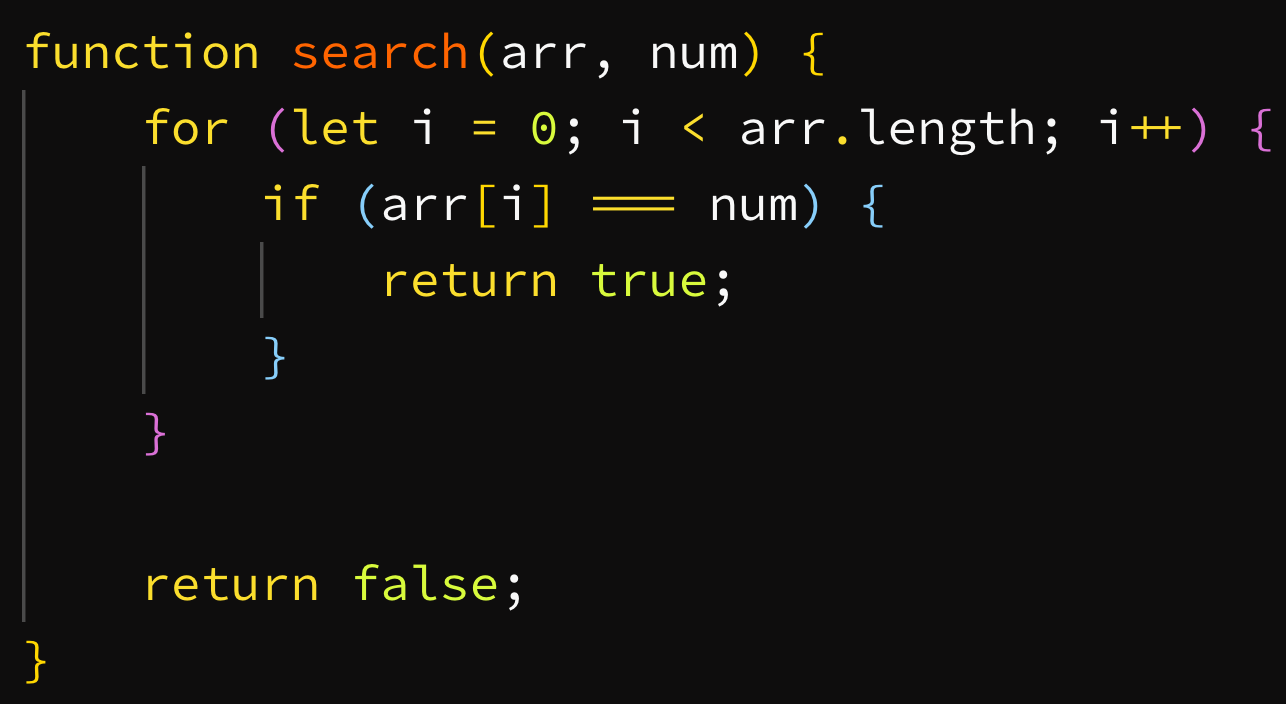 function search(arr, num) {
    for (let i = 0; i < arr.length; i++) {
        if (arr[i] === num) {
            return true;
        }
    }

    return false;
}